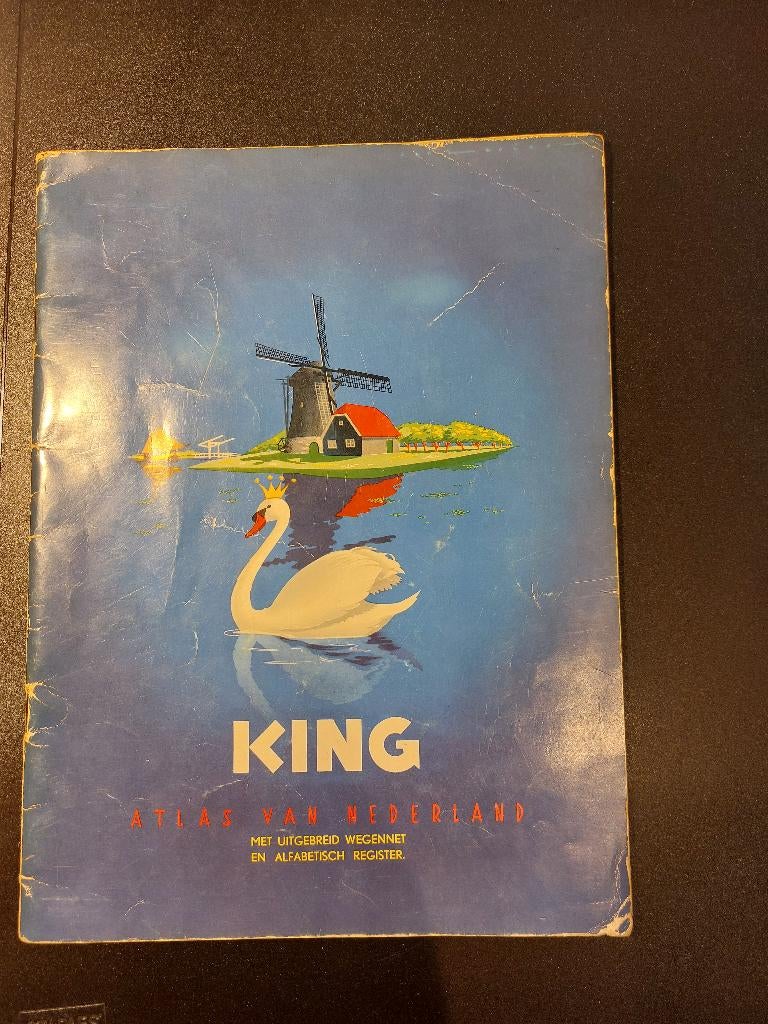 KING
ATLAS VAN NEDERLAND
MET UITGEBREID WEGENNET
EN ALFABETISCH REGISTER.